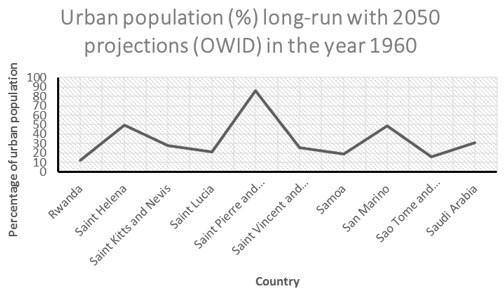 Urban population (%) long-run with 2050
projections (OWID) in the year 1960
Percentage of urban population
100
90
80
70
60
50
40
30
20
10
0
Rwanda
Saint Helena
Saint Kitts and Nevis
Saint Lucia
Saint Pierre and...
Saint Vincent and...
Samoa
San Marino
Sao Tome and...
Saudi Arabia
Country